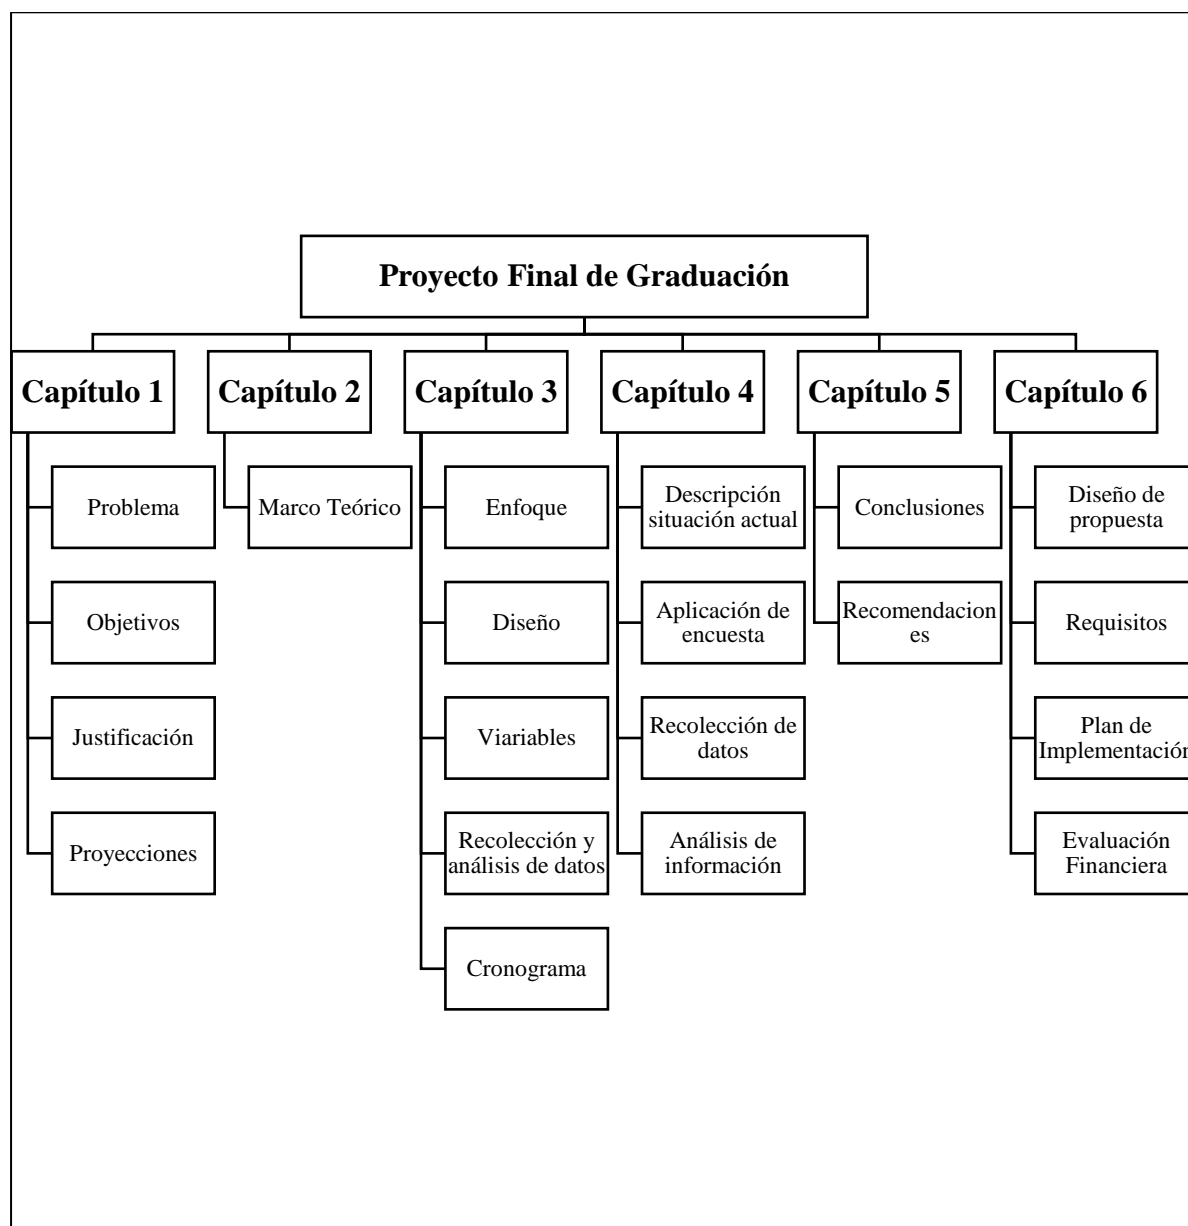 Proyecto Final de Graduación
Capítulo 1
Problema
Objetivos
Justificación
Proyecciones
Capítulo 2
Marco Teórico
Capítulo 3
Enfoque
Diseño
Viariables
Recolección y
análisis de datos
Cronograma
Capítulo 4
Descripción
situación actual
Aplicación de
encuesta
Recolección de
datos
Análisis de
información
Capítulo 5
Conclusiones
Recomendacion
es
Capítulo 6
Diseño de
propuesta
Requisitos
Plan de
Implementación
Evaluación
Financiera